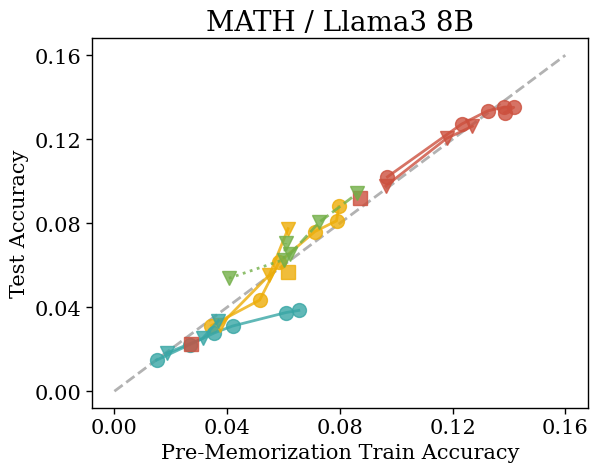 MATH / Llama3 8B
0.16
0.12
0.08
0.04
0.00
Test Accuracy
0.00 0.04 0.08 0.12 0.16
Pre-Memorization Train Accuracy